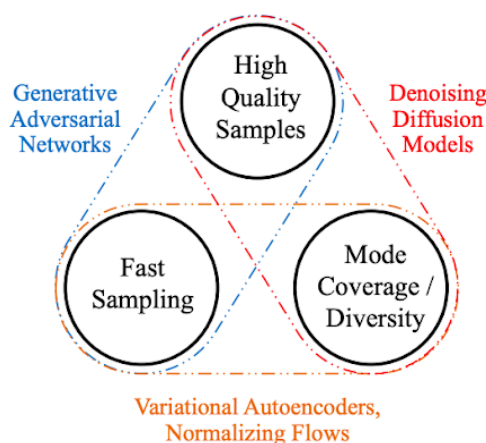 High
Quality
Samples
Generative
Adversarial
Networks
Denoising
Diffusion
Models
Fast
Sampling
Mode
Coverage /
Diversity
Variational Autoencoders,
Normalizing Flows